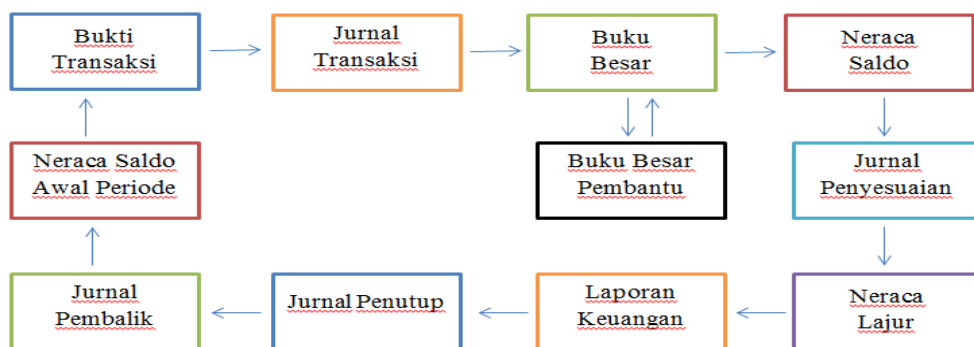 Bukti
Transaksi
Jurnal
Transaksi
Buku
Besar
Neraca
Saldo
Neraca Saldo
Awal Periode
Buku Besar
Pembantu
Jurnal
Penyesuaian
Jurnal
Pembalik
Jurnal Penutup
Laporan
Keuangan
Neraca
Lajur